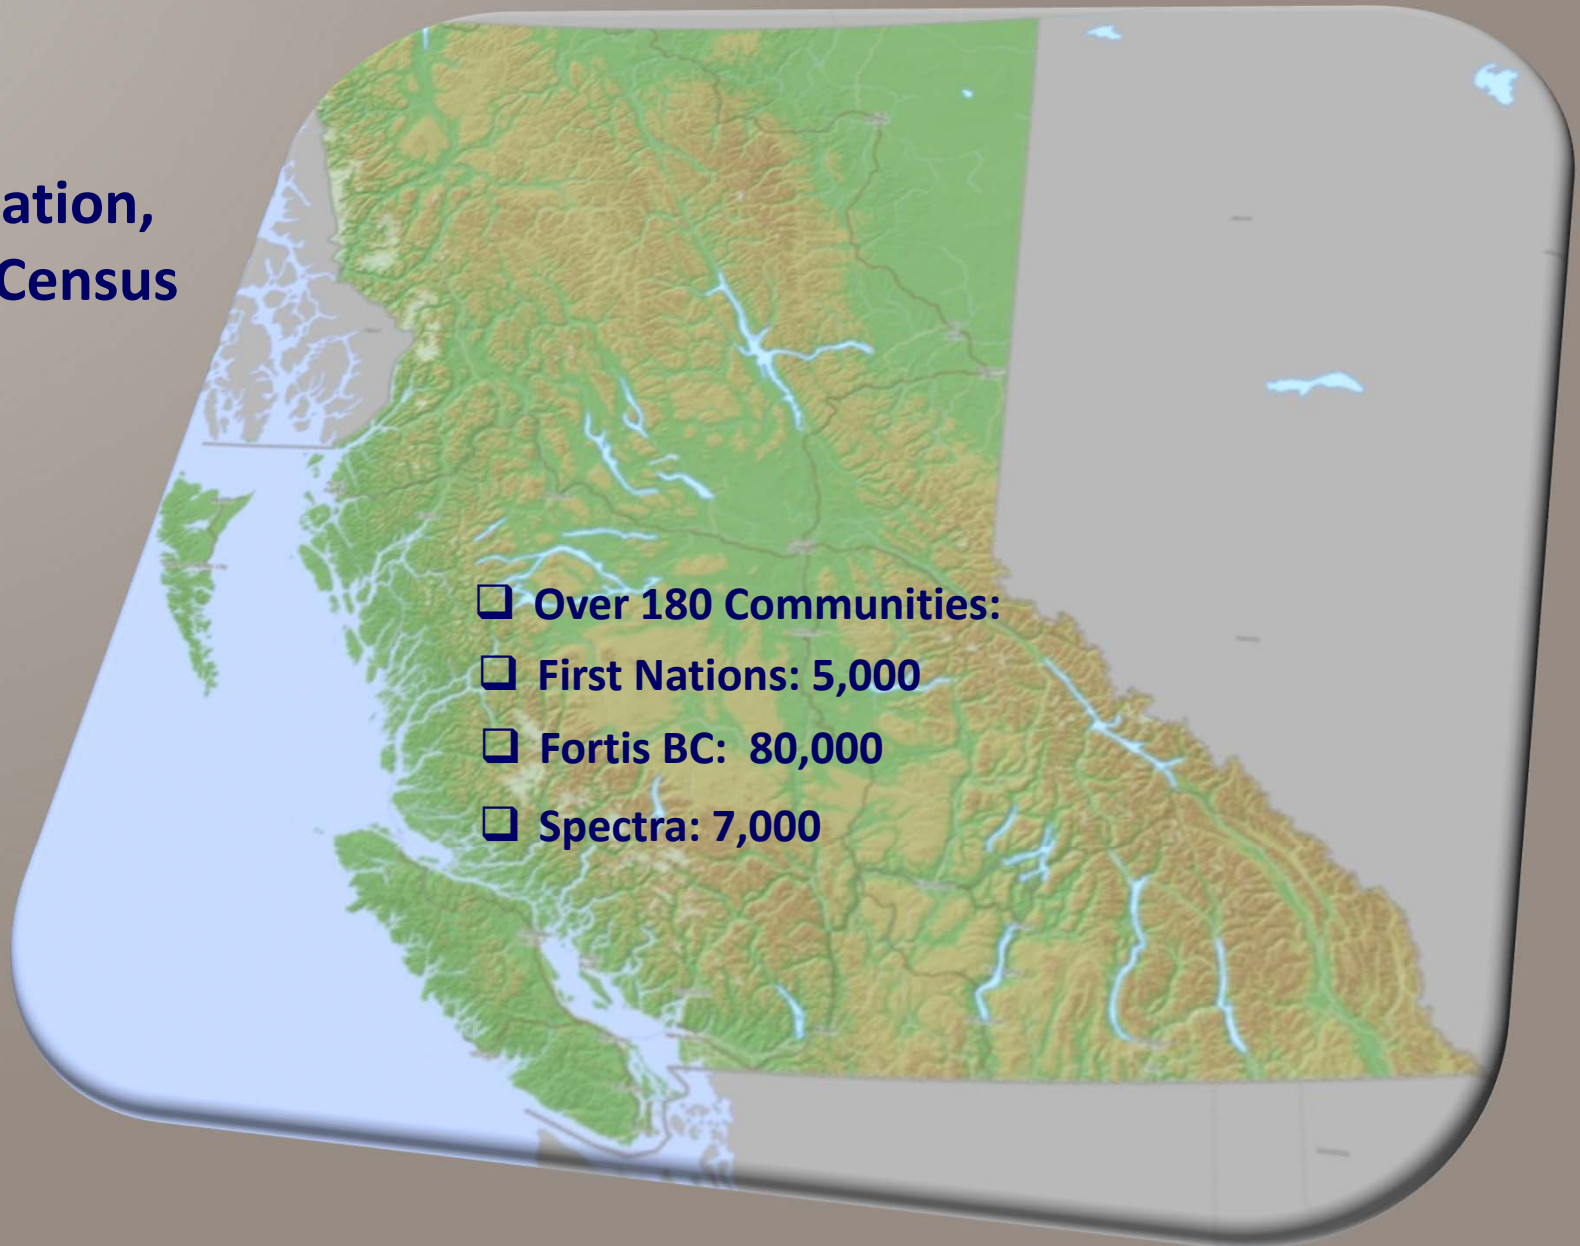 ation,
Census
❑ Over 180 Communities:
❑ First Nations: 5,000
❑ Fortis BC: 80,000
❑ Spectra: 7,000